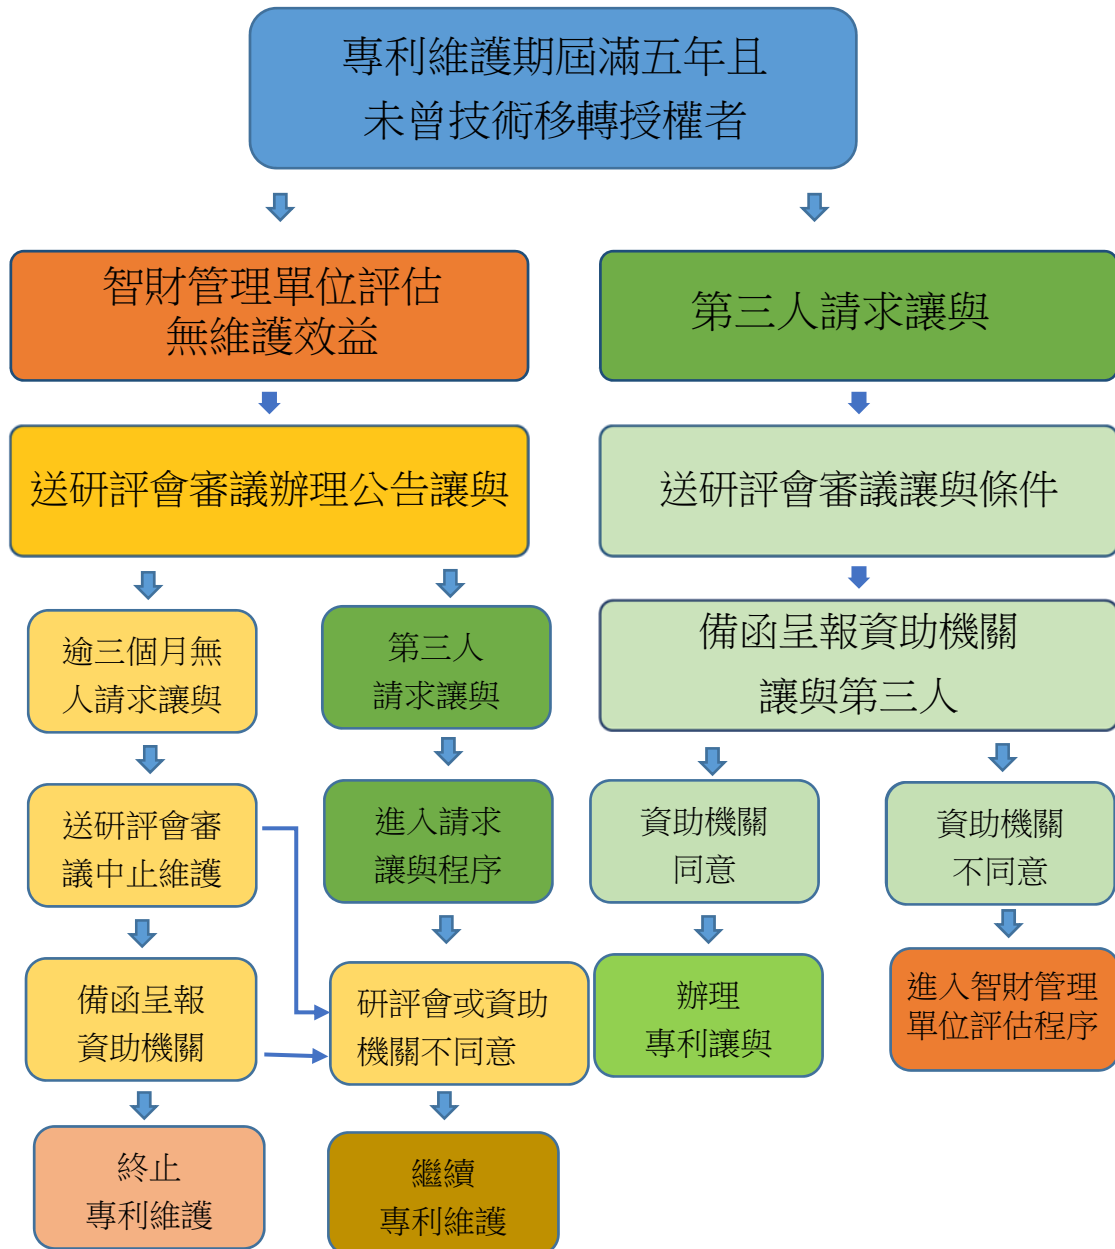 專利維護期屆滿五年且
未曾技術移轉授權者
智財管理單位評估
無維護效益
第三人請求讓與
送研評會審議辦理公告讓與
送研評會審議讓與條件
逾三個月無
人請求讓與
第三人
請求讓與
備函呈報資助機關
讓與第三人
送研評會審
議中止維護
進入請求
讓與程序
資助機關
同意
資助機關
不同意
備函呈報
資助機關
研評會或資助
機關不同意
辦理
專利讓與
進入智財管理
單位評估程序
終止
專利維護
繼續
專利維護